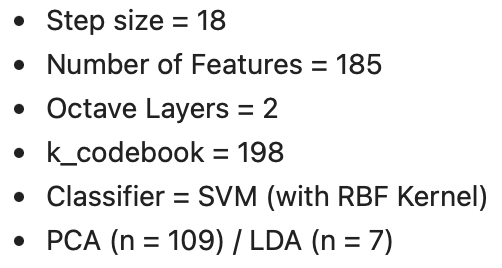 • Step size = 18
• Number of Features = 185
• Octave Layers = 2
• k_codebook = 198
• Classifier = SVM (with RBF Kernel)
• PCA (n = 109) / LDA (n = 7)